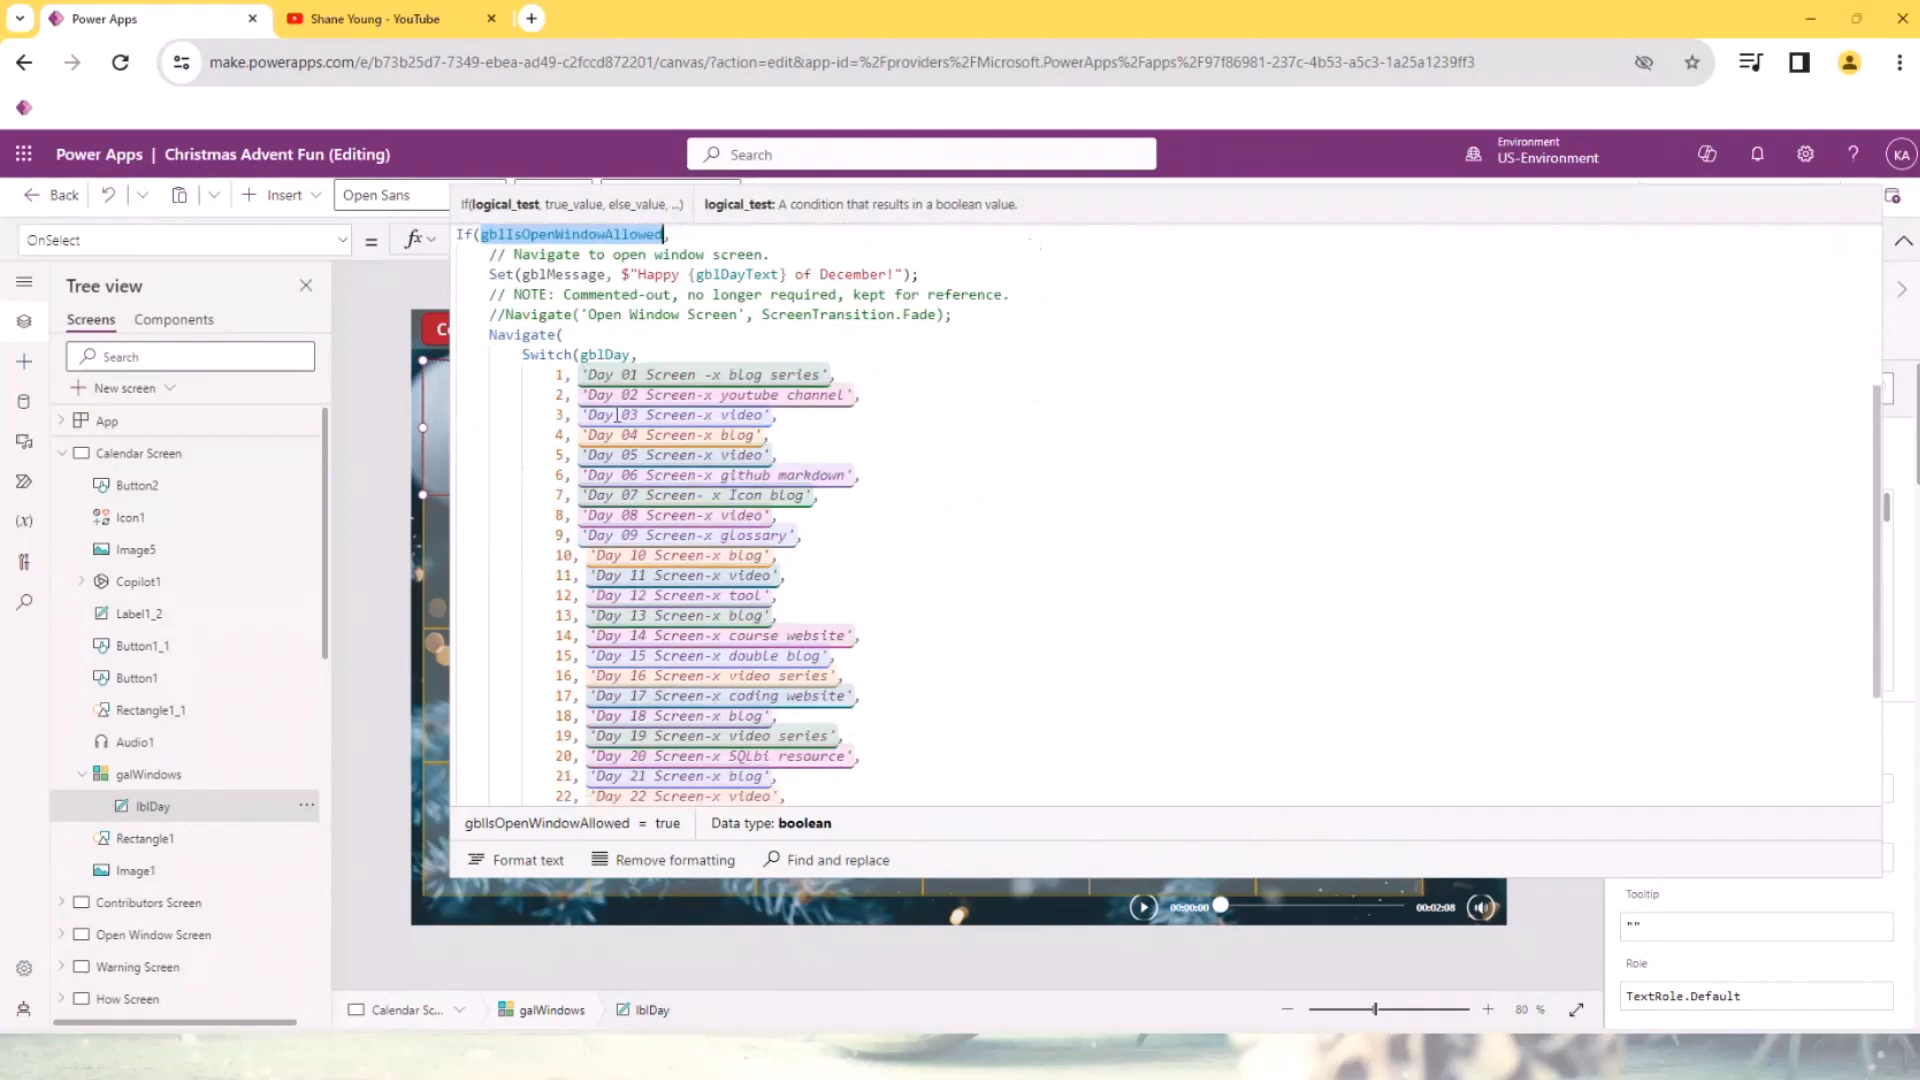 Power Apps
Shane Young - YouTube
make.powerapps.com/e/b73b25d7-7349-ebea-ad49-c2fccd872201/canvas/?action=edit&app-id=%2Fproviders%2FMicrosoft.PowerApps%2Fapps%2F97f86981-237c-4b53-a5c3-1a25a1239ff3
Power Apps | Christmas Advent Fun (Editing)
Search
Environment
US-Environment
KA
Back
Insert
Open Sans
If(logical_test, true_value, else_value, ...)
logical_test: A condition that results in a boolean value.
OnSelect
=
fx
If(gblIsOpenWindowAllowed,
// Navigate to open window screen.
Set(gblMessage, $"Happy {gblDayText} of December!");
// NOTE: Commented-out, no longer required, kept for reference.
//Navigate('Open Window Screen', ScreenTransition.Fade);
Navigate(
Switch(gblDay,
1, 'Day 01 Screen -x blog series',
2, 'Day 02 Screen-x youtube channel',
3, 'Day 03 Screen-x video',
4, 'Day 04 Screen-x blog',
5, 'Day 05 Screen-x video',
6, 'Day 06 Screen-x github markdown',
7, 'Day 07 Screen- x Icon blog',
8, 'Day 08 Screen-x video',
9, 'Day 09 Screen-x glossary',
10, 'Day 10 Screen-x blog',
11, 'Day 11 Screen-x video',
12, 'Day 12 Screen-x tool',
13, 'Day 13 Screen-x blog',
14, 'Day 14 Screen-x course website',
15, 'Day 15 Screen-x double blog',
16, 'Day 16 Screen-x video series',
17, 'Day 17 Screen-x coding website',
18, 'Day 18 Screen-x blog',
19, 'Day 19 Screen-x video series',
20, 'Day 20 Screen-x SQLbi resource',
21, 'Day 21 Screen-x blog',
22, 'Day 22 Screen-x video',
gblIsOpenWindowAllowed = true
Data type: boolean
Format text
Remove formatting
Find and replace
Tree view
Screens
Components
Search
New screen
App
Calendar Screen
Button2
Icon1
Image5
Copilot1
Label1_2
Button1_1
Button1
Rectangle1_1
Audio1
galWindows
lblDay
Rectangle1
Image1
Contributors Screen
Open Window Screen
Warning Screen
How Screen
00:00:00
00:02:08
Tooltip
""
Role
TextRole.Default
Calendar Sc...
galWindows
lblDay
80 %